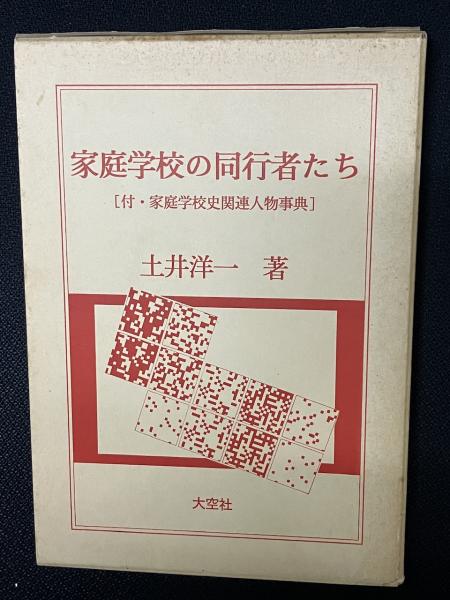 家庭学校の同行者たち
［付・家庭学校史関連人物事典］
土井洋一 著
大空社